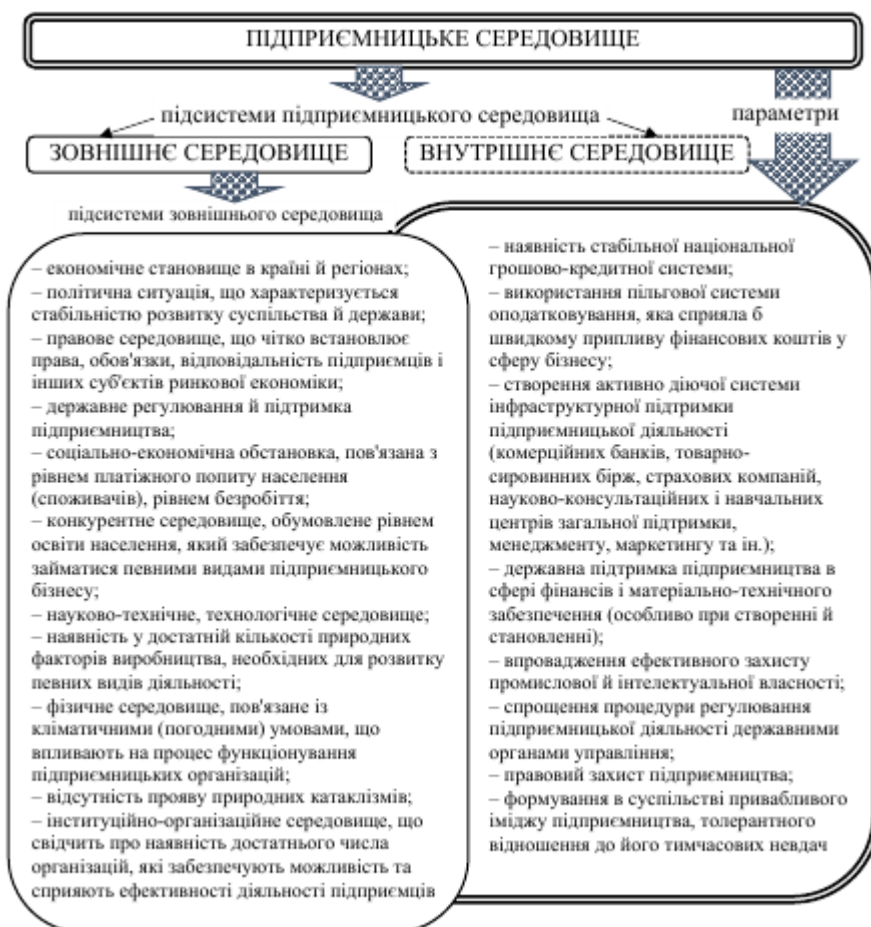 ПІДПРИЄМНИЦЬКЕ СЕРЕДОВИЩЕ
підсистеми підприємницького середовища
параметри
ЗОВНІШНЄ СЕРЕДОВИЩЕ
ВНУТРІШНЄ СЕРЕДОВИЩЕ
підсистеми зовнішнього середовища
– економічне становище в країні й регіонах;
– політична ситуація, що характеризується
стабільністю розвитку суспільства й держави;
– правове середовище, що чітко встановлює
права, обов'язки, відповідальність підприємців і
інших суб'єктів ринкової економіки;
– державне регулювання й підтримка
підприємництва;
– соціально-економічна обстановка, пов'язана з
рівнем платіжного попиту населення
(споживачів), рівнем безробіття;
– конкурентне середовище, обумовлене рівнем
освіти населення, який забезпечує можливість
займатися певними видами підприємницького
бізнесу;
– науково-технічне, технологічне середовище;
– наявність у достатній кількості природних
факторів виробництва, необхідних для розвитку
певних видів діяльності;
– фізичне середовище, пов'язане із
кліматичними (погодними) умовами, що
впливають на процес функціонування
підприємницьких організацій;
– відсутність прояву природних катаклізмів;
– інституційно-організаційне середовище, що
свідчить про наявність достатнього числа
організацій, які забезпечують можливість та
сприяють ефективності діяльності підприємців
– наявність стабільної національної
грошово-кредитної системи;
– використання пільгової системи
оподатковування, яка сприяла б
швидкому припливу фінансових коштів у
сферу бізнесу;
– створення активно діючої системи
інфраструктурної підтримки
підприємницької діяльності
(комерційних банків, товарно-
сировинних бірж, страхових компаній,
науково-консультаційних і навчальних
центрів загальної підтримки,
менеджменту, маркетингу та ін.);
– державна підтримка підприємництва в
сфері фінансів і матеріально-технічного
забезпечення (особливо при створенні й
становленні);
– впровадження ефективного захисту
промислової й інтелектуальної власності;
– спрощення процедури регулювання
підприємницької діяльності державними
органами управління;
– правовий захист підприємництва;
– формування в суспільстві привабливого
іміджу підприємництва, толерантного
відношення до його тимчасових невдач